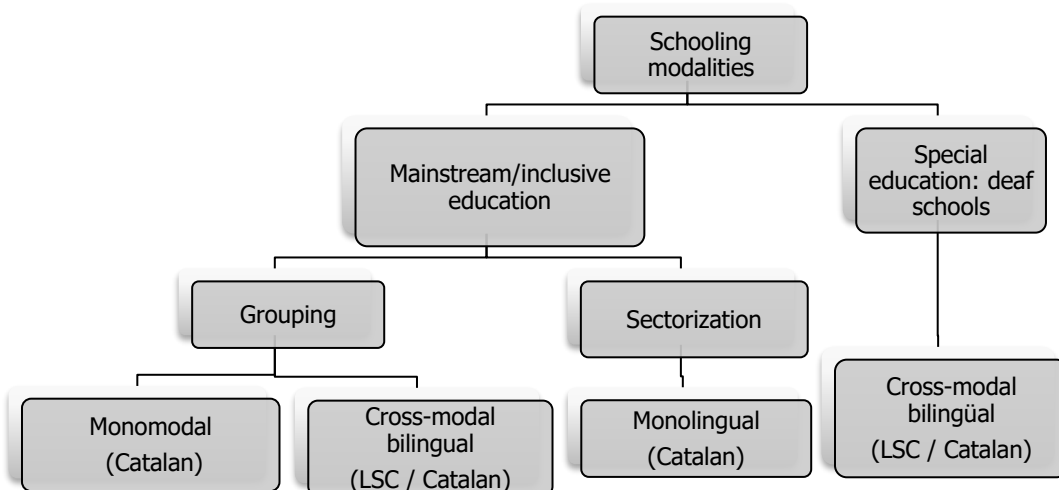 Schooling
modalities
Mainstream/inclusive
education
Special
education: deaf
schools
Grouping
Sectorization
Monomodal
(Catalan)
Cross-modal
bilingual
(LSC / Catalan)
Monolingual
(Catalan)
Cross-modal
bilingüal
(LSC / Catalan)